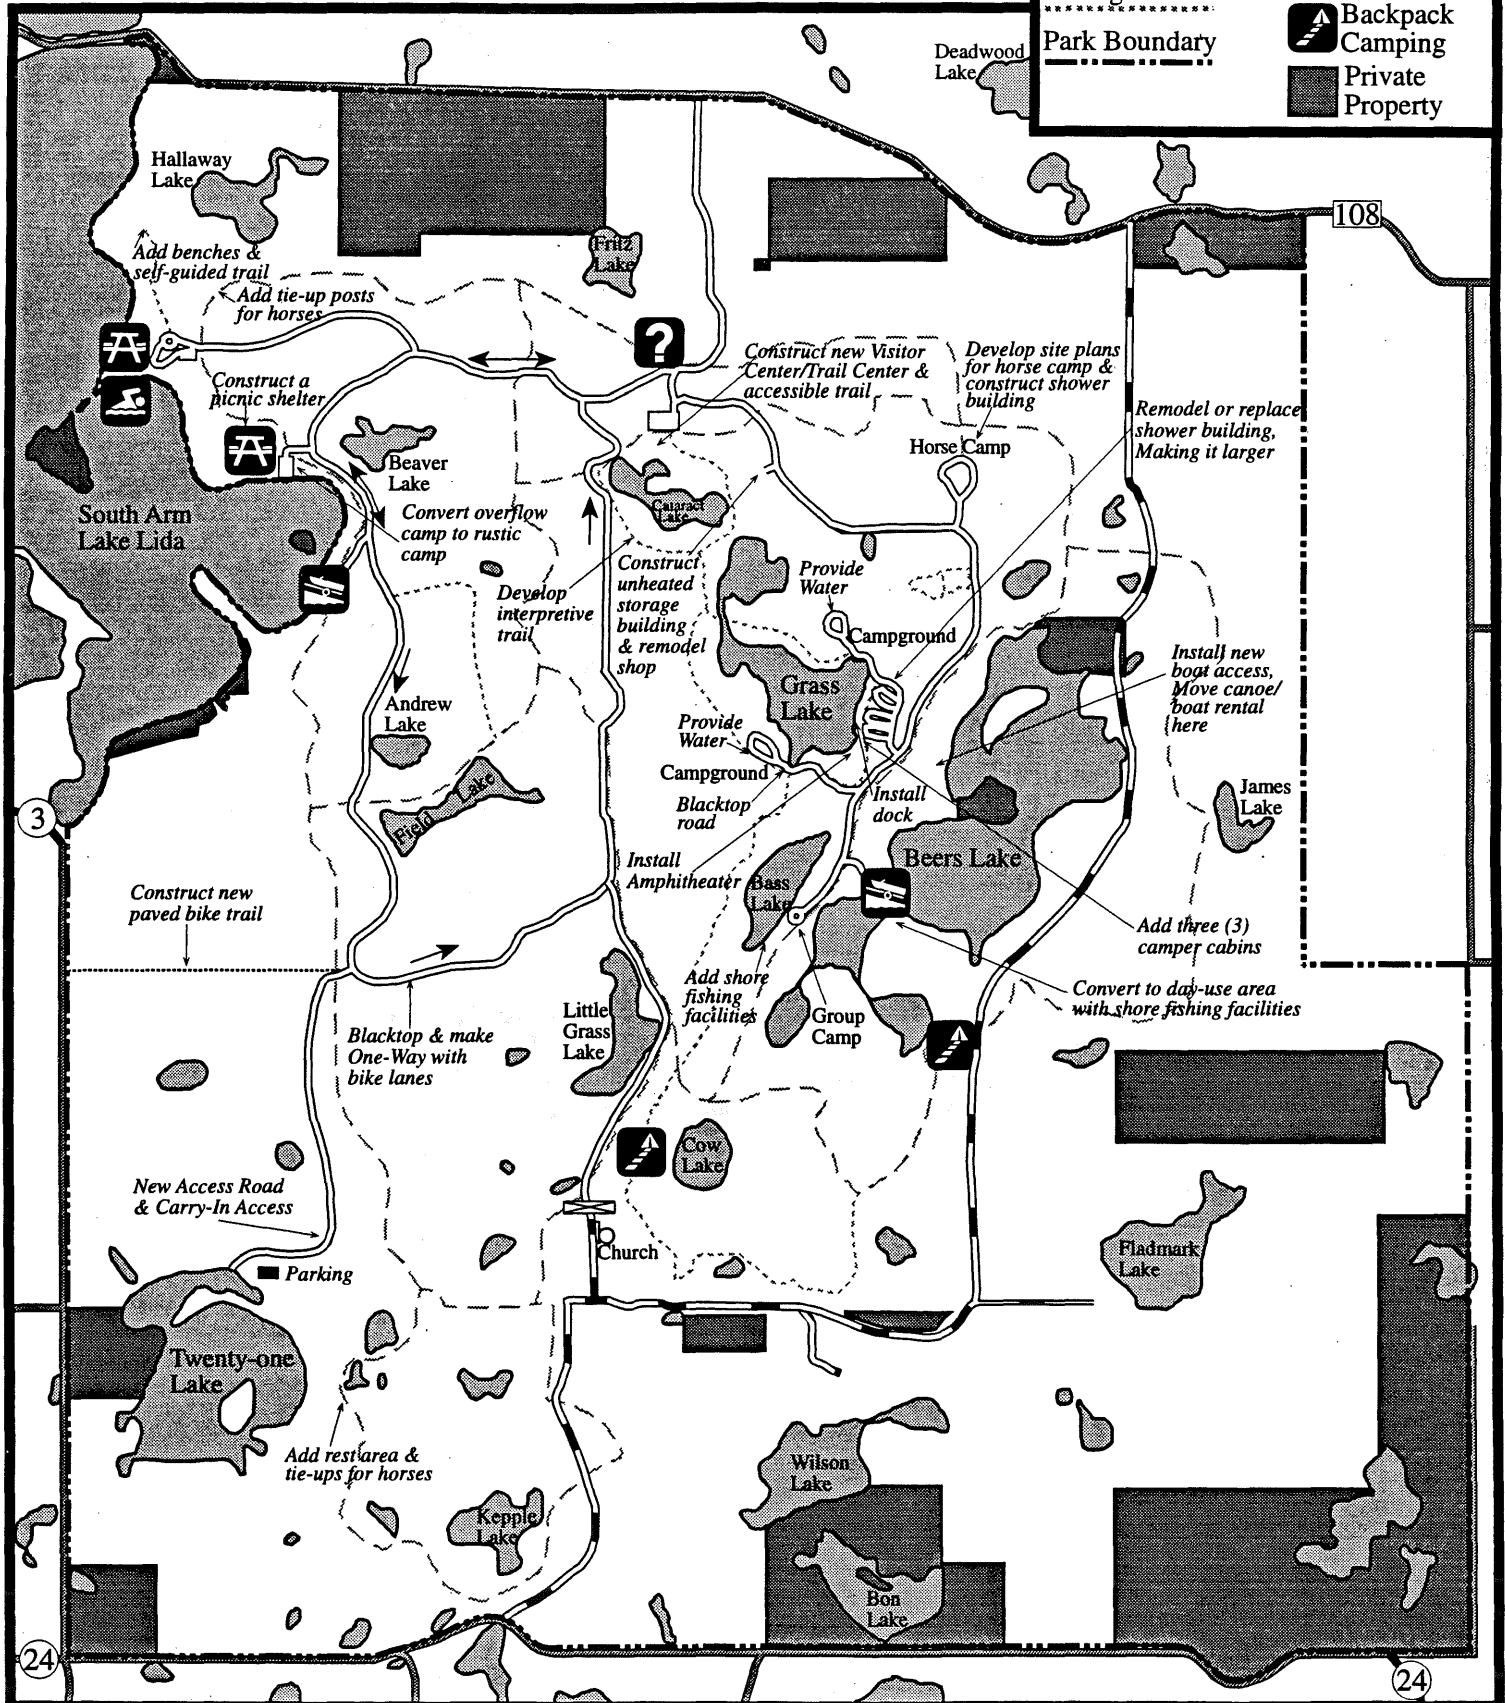 Backpack
Camping
Park Boundary
Private
Property
Deadwood
Lake
Hallaway
Lake
108
Fritz
Lake
Add benches &
self-guided trail
Add tie-up posts
for horses
?
Construct new Visitor
Center/Trail Center &
accessible trail
Develop site plans
for horse camp &
construct shower
building
Construct a
picnic shelter
Remodel or replace
shower building,
Making it larger
Horse Camp
Beaver
Lake
South Arm
Lake Lida
Cataract
Lake
Convert overflow
camp to rustic
camp
Construct
unheated
storage
building
& remodel
shop
Provide
Water
Develop
interpretive
trail
Campground
Install new
boat access,
Move canoe/
boat rental
here
Grass
Lake
Andrew
Lake
Provide
Water
Campground
Field Lake
Blacktop
road
Install
dock
James
Lake
3
Install
Amphitheater
Beers Lake
Bass
Lake
Construct new
paved bike trail
Add three (3)
camper cabins
Add shore
fishing
facilities
Convert to day-use area
with shore fishing facilities
Little
Grass
Lake
Group
Camp
Blacktop & make
One-Way with
bike lanes
Cow
Lake
New Access Road
& Carry-In Access
Church
Fladmark
Lake
Parking
Twenty-one
Lake
Add rest area &
tie-ups for horses
Wilson
Lake
Kepple
Lake
Bon
Lake
24
24